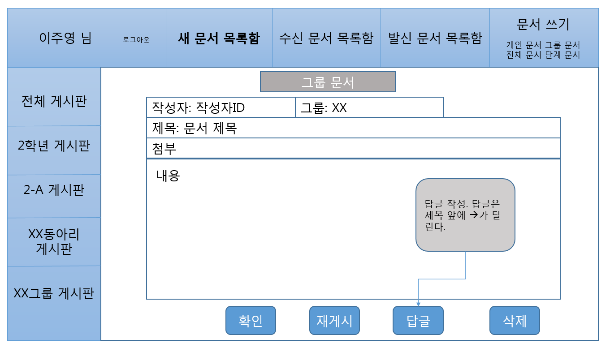 이주영 님
로그아오
새 문서 목록함
수신 문서 목록함
발신 문서 목록함
문서 쓰기
개인 문서 그룹 문서
전체 문서 단계 문서
전체 게시판
2학년 게시판
2-A 게시판
XX동아리
게시판
XX그룹 게시판
그룹 문서
작성자: 작성자ID
그룹: XX
제목: 문서 제목
첨부
내용
답글 작성. 답글은
제목 앞에 →가 달
린다.
확인
재게시
답글
삭제